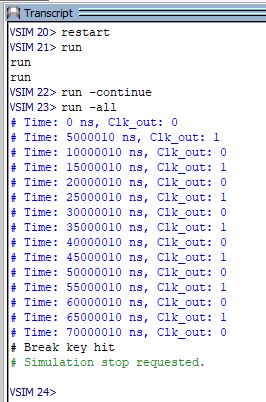 Transcript
VSIM 20> restart
VSIM 21> run
run
run
VSIM 22> run -continue
VSIM 23> run -all
# Time: 0 ns, Clk_out: 0
# Time: 5000010 ns, Clk_out: 1
# Time: 10000010 ns, Clk_out: 0
# Time: 15000010 ns, Clk_out: 1
# Time: 20000010 ns, Clk_out: 0
# Time: 25000010 ns, Clk_out: 1
# Time: 30000010 ns, Clk_out: 0
# Time: 35000010 ns, Clk_out: 1
# Time: 40000010 ns, Clk_out: 0
# Time: 45000010 ns, Clk_out: 1
# Time: 50000010 ns, Clk_out: 0
# Time: 55000010 ns, Clk_out: 1
# Time: 60000010 ns, Clk_out: 0
# Time: 65000010 ns, Clk_out: 1
# Time: 70000010 ns, Clk_out: 0
# Break key hit
# Simulation stop requested.
VSIM 24>